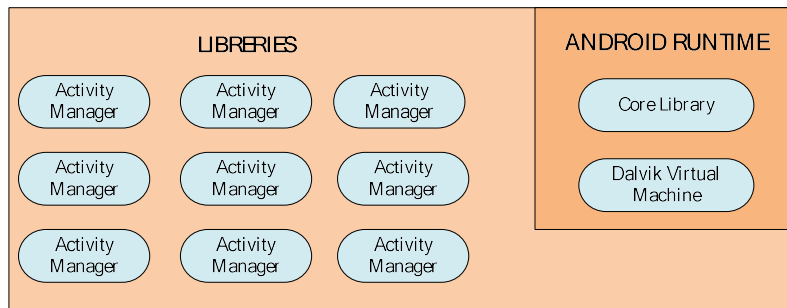 LIBRERIES
Activity
Manager
Activity
Manager
Activity
Manager
Activity
Manager
Activity
Manager
Activity
Manager
Activity
Manager
Activity
Manager
Activity
Manager
ANDROID RUNTIME
Core Library
Dalvik Virtual
Machine